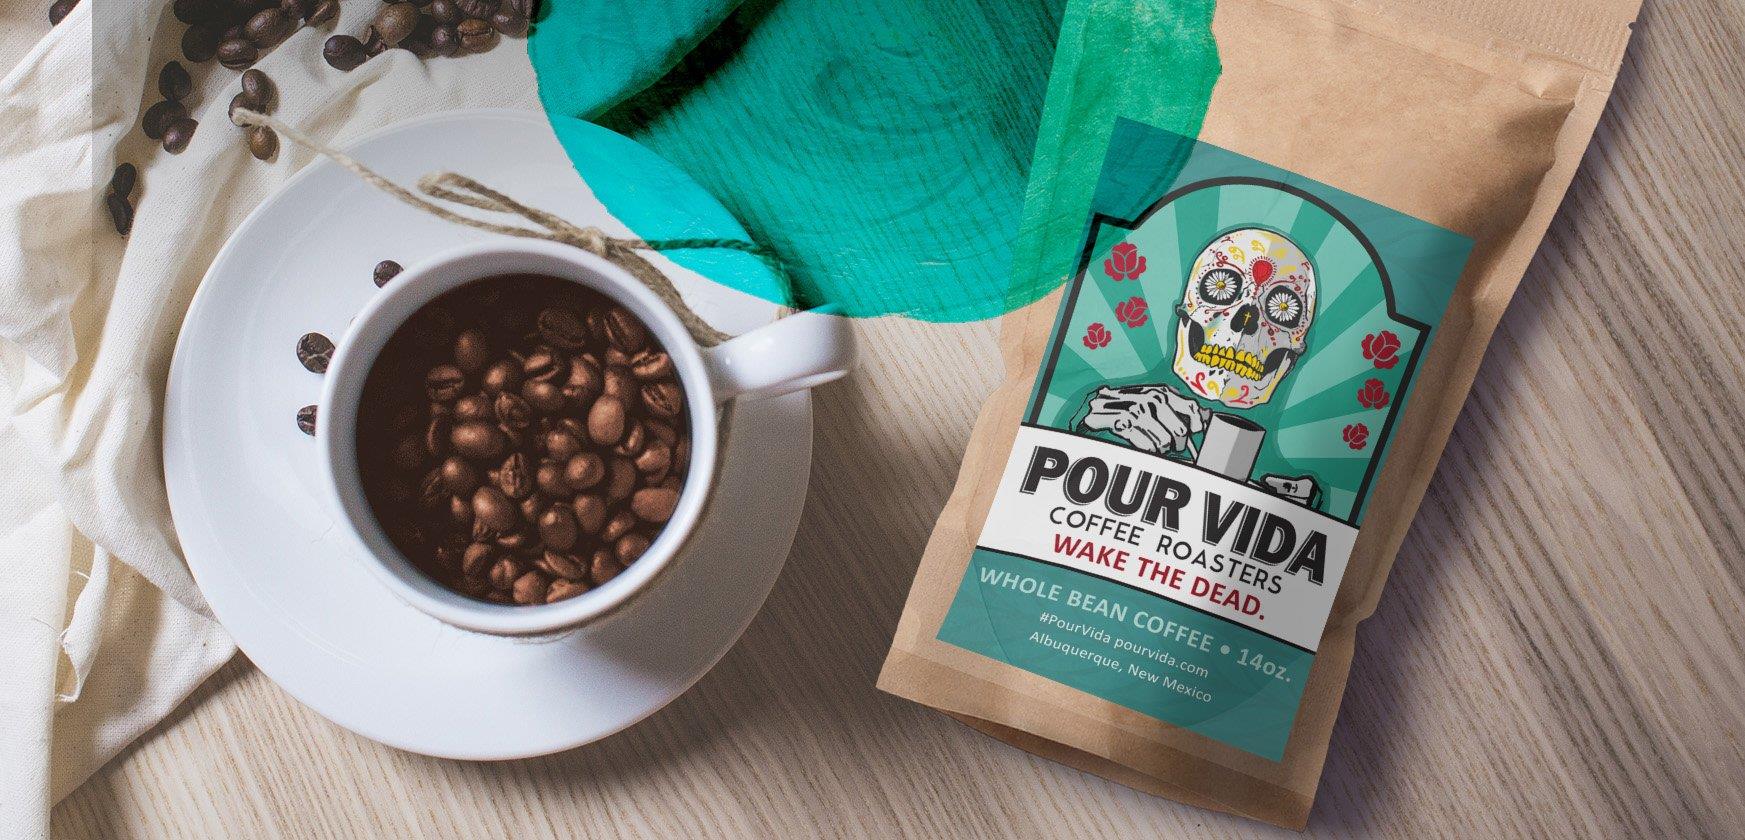 POUR VIDA
COFFEE ROASTERS
WAKE THE DEAD.
WHOLE BEAN COFFEE • 14oz.
#PourVida pourvida.com
Albuquerque, New Mexico